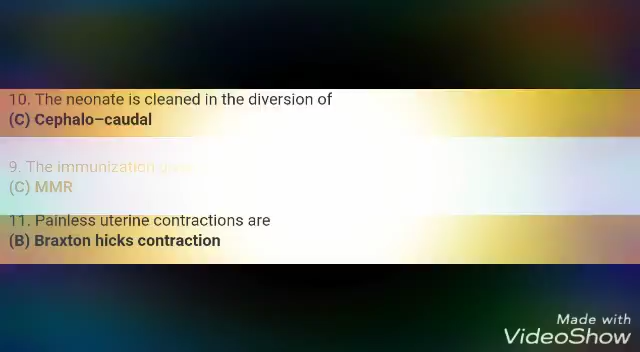 10. The neonate is cleaned in the diversion of
(C) Cephalo–caudal
9. The immunization
(C) MMR
11. Painless uterine contractions are
(B) Braxton hicks contraction
Made with
VideoShow